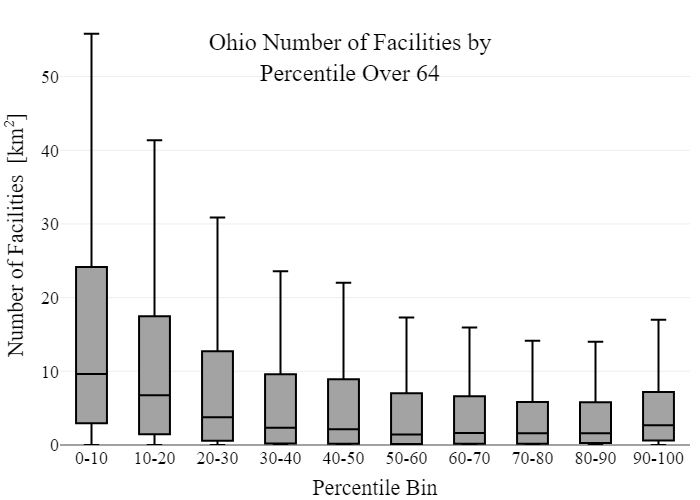 Ohio Number of Facilities by
Percentile Over 64
Number of Facilities [km²]
50
40
30
20
10
0
0-10 10-20 20-30 30-40 40-50 50-60 60-70 70-80 80-90 90-100
Percentile Bin